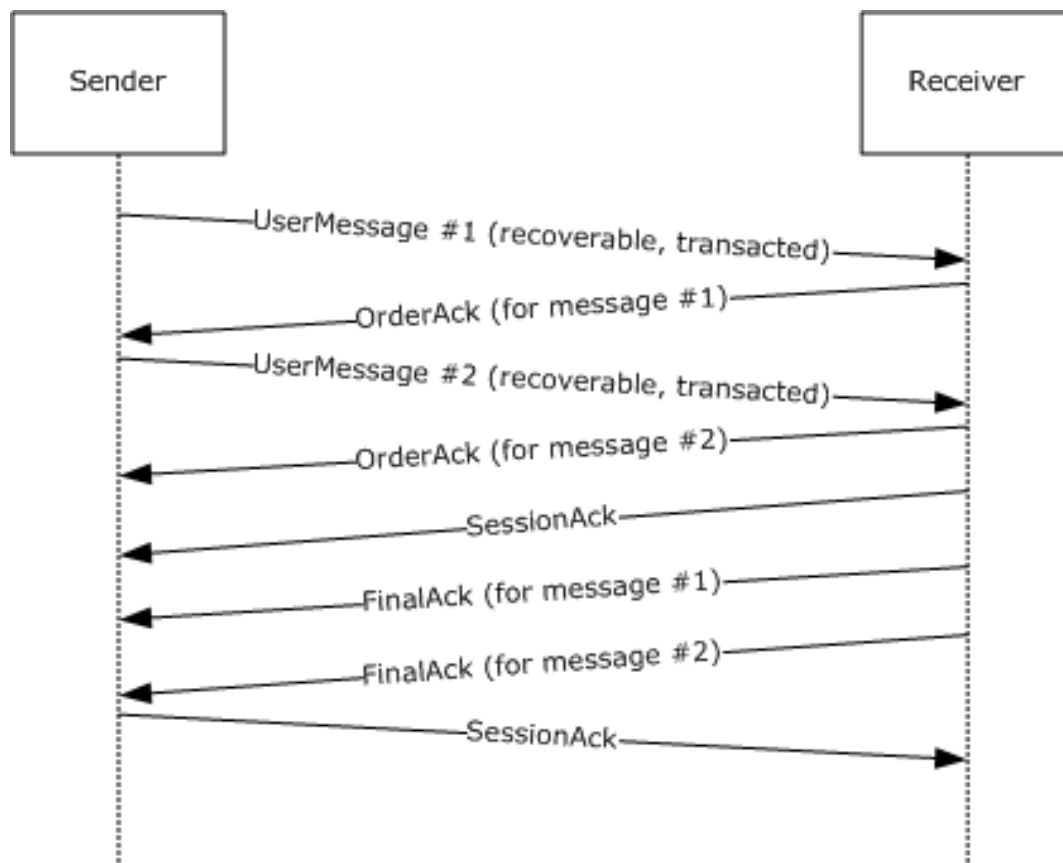 Sender
Receiver
UserMessage #1 (recoverable, transacted)
OrderAck (for message #1)
UserMessage #2 (recoverable, transacted)
OrderAck (for message #2)
SessionAck
FinalAck (for message #1)
FinalAck (for message #2)
SessionAck